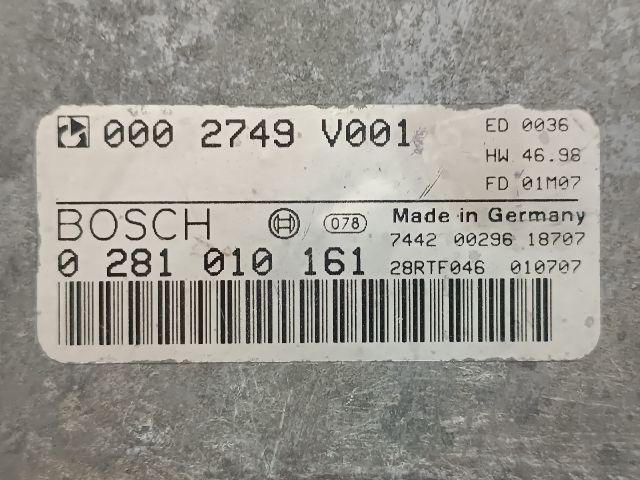 000 2749 V001
ED 0036
HW 46.98
FD 01M07
BOSCH 078 Made in Germany
7442 00296 18707
0 281 010 161 28RTF046 010707